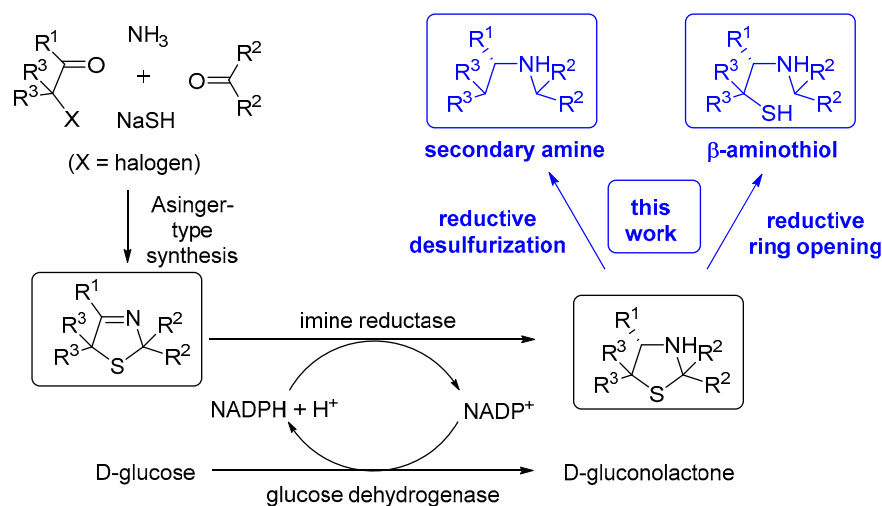 R¹
R³
R³
O
X
NH₃
+
NaSH
O
R²
R²
(X = halogen)
Asinger-
type
synthesis
R¹
R³
R³
NH
R²
R²
secondary amine
R¹
R³
R³
NH
SH
R²
R²
β-aminothiol
reductive
desulfurization
this
work
reductive
ring opening
R¹
R³
R³
N
S
R²
R²
imine reductase
NADPH + H⁺
NADP⁺
R¹
R³
R³
NH
S
R²
R²
D-glucose
glucose dehydrogenase
D-gluconolactone